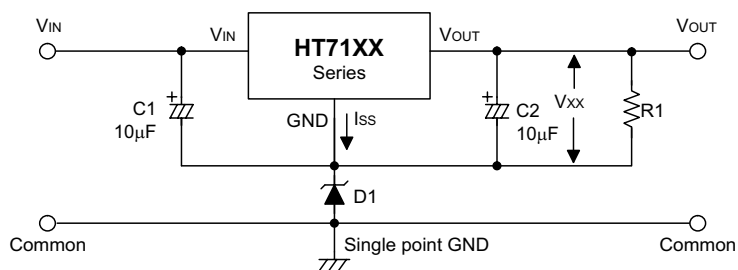 VIN
VIN
HT71XX
Series
VOUT
VOUT
C1
10μF
GND
ISS
C2
10μF
VXX
R1
D1
Common
Single point GND
Common